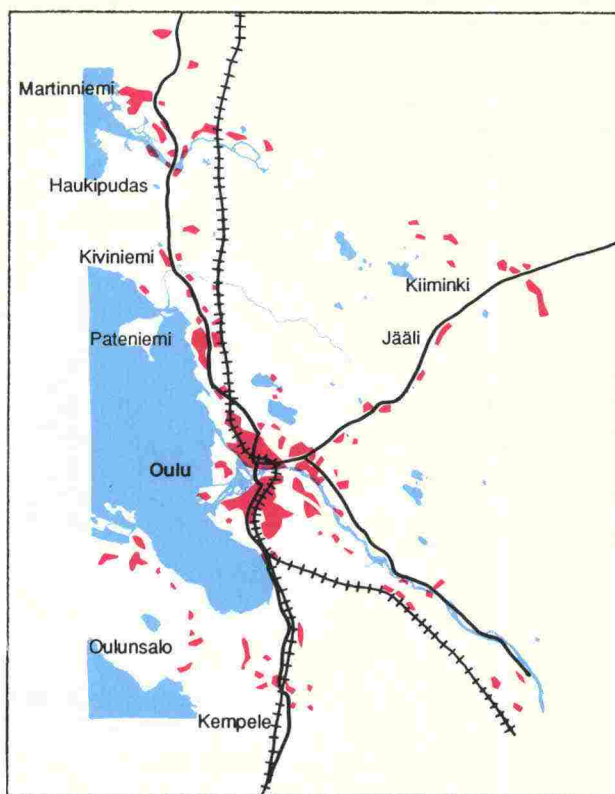 Martinniemi
Haukipudas
Kiviniemi
Kiiminki
Pateniemi
Jääli
Oulu
Oulunsalo
Kempele